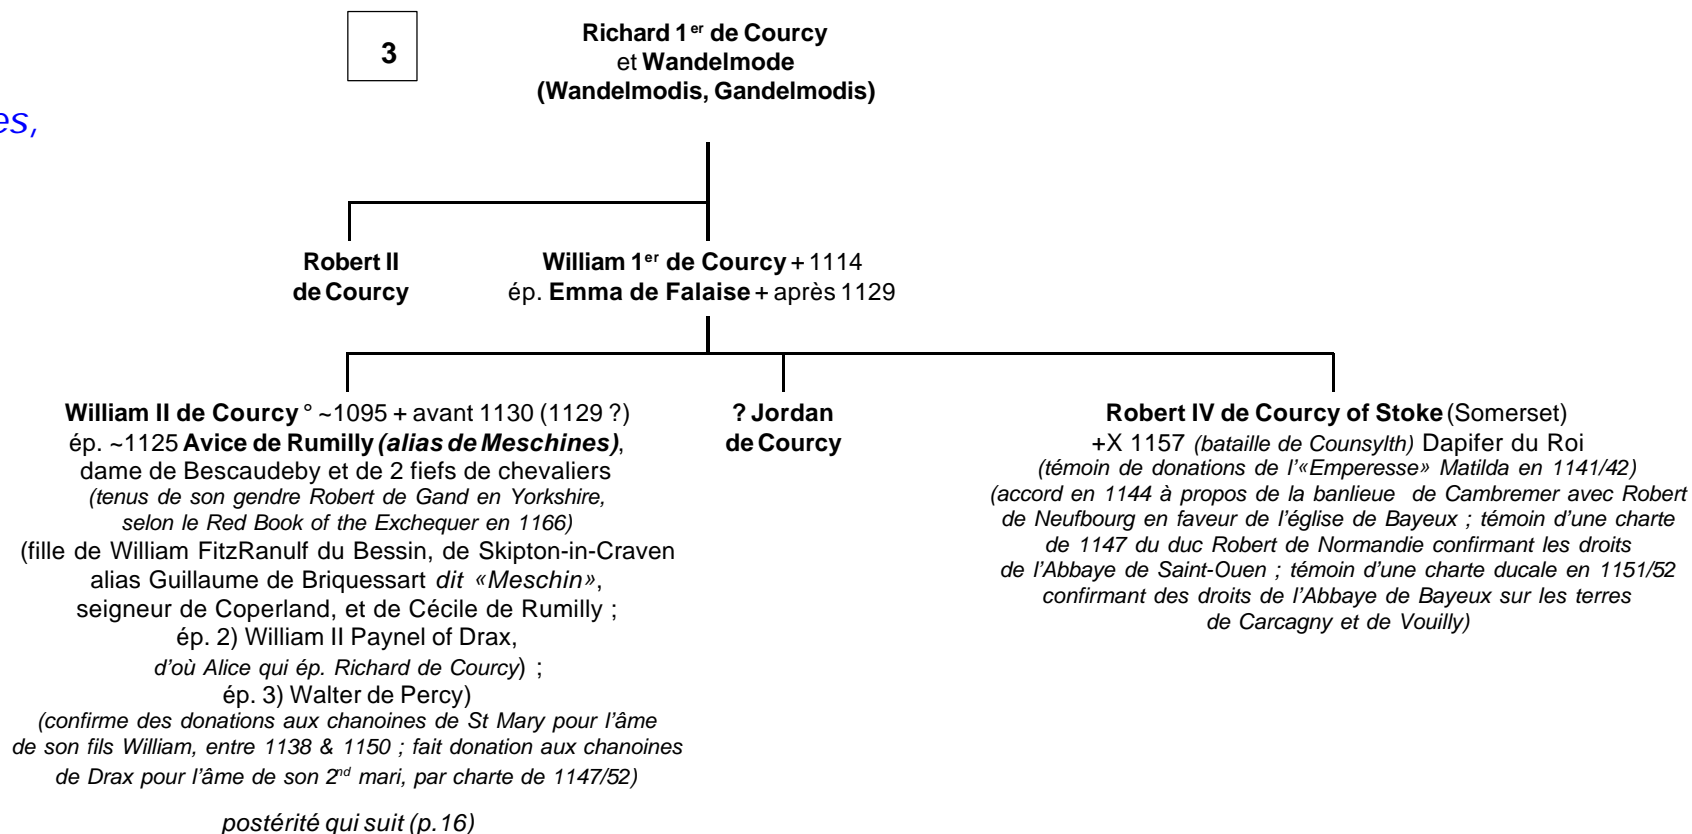 3
Richard 1er de Courcy
et Wandelmode
(Wandelmodis, Gandelmodis)
es,
Robert II
de Courcy
William 1er de Courcy + 1114
ép. Emma de Falaise + après 1129
William II de Courcy ° ~1095 + avant 1130 (1129 ?)
ép. ~1125 Avice de Rumilly (alias de Meschines),
dame de Bescaudeby et de 2 fiefs de chevaliers
(tenus de son gendre Robert de Gand en Yorkshire,
selon le Red Book of the Exchequer en 1166)
(fille de William FitzRanulf du Bessin, de Skipton-in-Craven
alias Guillaume de Briquessart dit «Meschin»,
seigneur de Coperland, et de Cécile de Rumilly ;
ép. 2) William II Paynel of Drax,
d'où Alice qui ép. Richard de Courcy) ;
ép. 3) Walter de Percy)
(confirme des donations aux chanoines de St Mary pour l'âme
de son fils William, entre 1138 & 1150 ; fait donation aux chanoines
de Drax pour l'âme de son 2nd mari, par charte de 1147/52)
postérité qui suit (p.16)
? Jordan
de Courcy
Robert IV de Courcy of Stoke (Somerset)
+X 1157 (bataille de Counsylth) Dapifer du Roi
(témoin de donations de l'«Emperesse» Matilda en 1141/42)
(accord en 1144 à propos de la banlieue de Cambremer avec Robert
de Neufbourg en faveur de l'église de Bayeux ; témoin d'une charte
de 1147 du duc Robert de Normandie confirmant les droits
de l'Abbaye de Saint-Ouen ; témoin d'une charte ducale en 1151/52
confirmant des droits de l'Abbaye de Bayeux sur les terres
de Carcagny et de Vouilly)